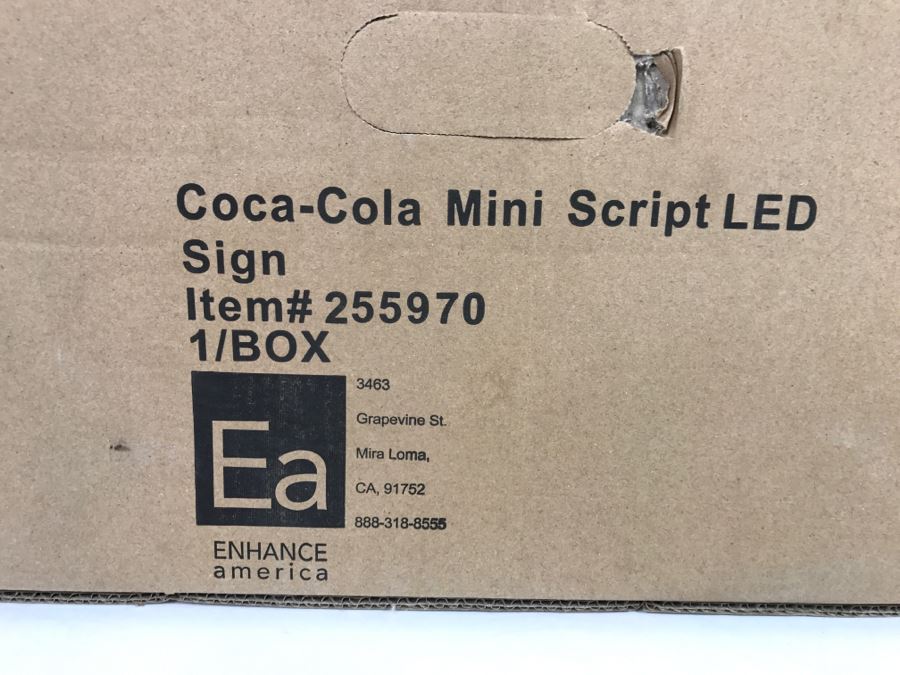 Coca-Cola Mini Script LED
Sign
Item# 255970
1/BOX
Ea
ENHANCE
america
3463
Grapevine St.
Mira Loma,
CA, 91752
888-318-8555